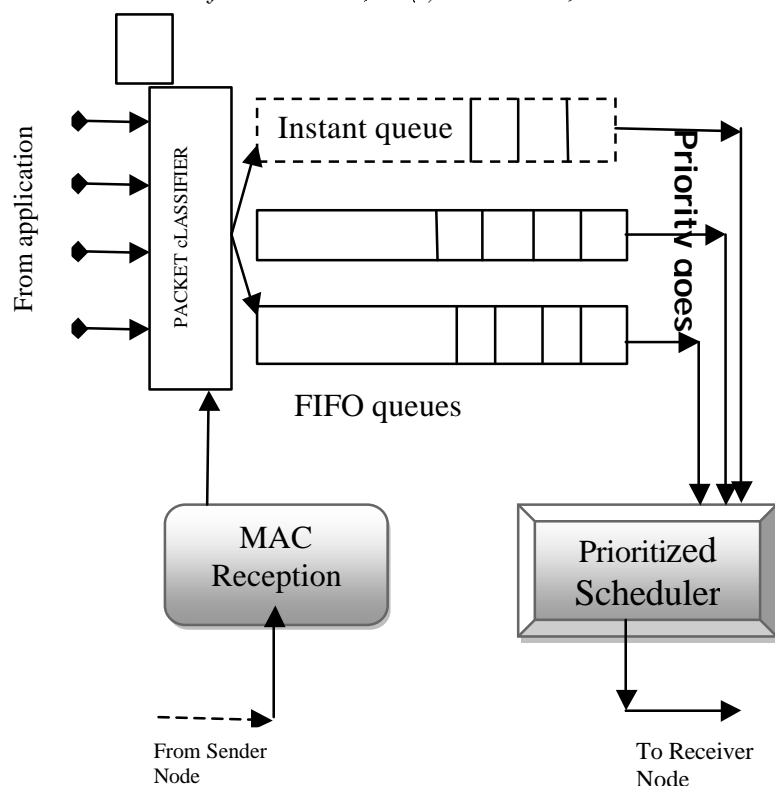 From application
PACKET cLASSIFIER
Instant queue
Priority goes
FIFO queues
MAC
Reception
Prioritized
Scheduler
From Sender
Node
To Receiver
Node